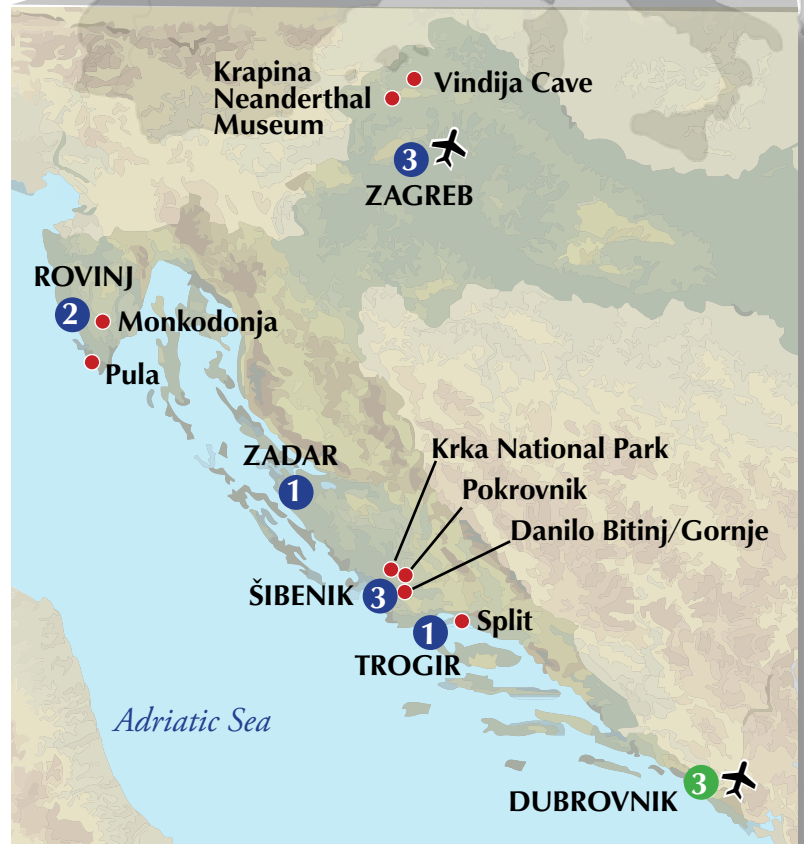 Krapina
Neanderthal
Museum
Vindija Cave
3
ZAGREB
ROVINJ
2
Monkodonja
Pula
ZADAR
1
Krka National Park
Pokrovnik
Danilo Bitinj/Gornje
ŠIBENIK
3
Split
1
TROGIR
Adriatic Sea
3
DUBROVNIK